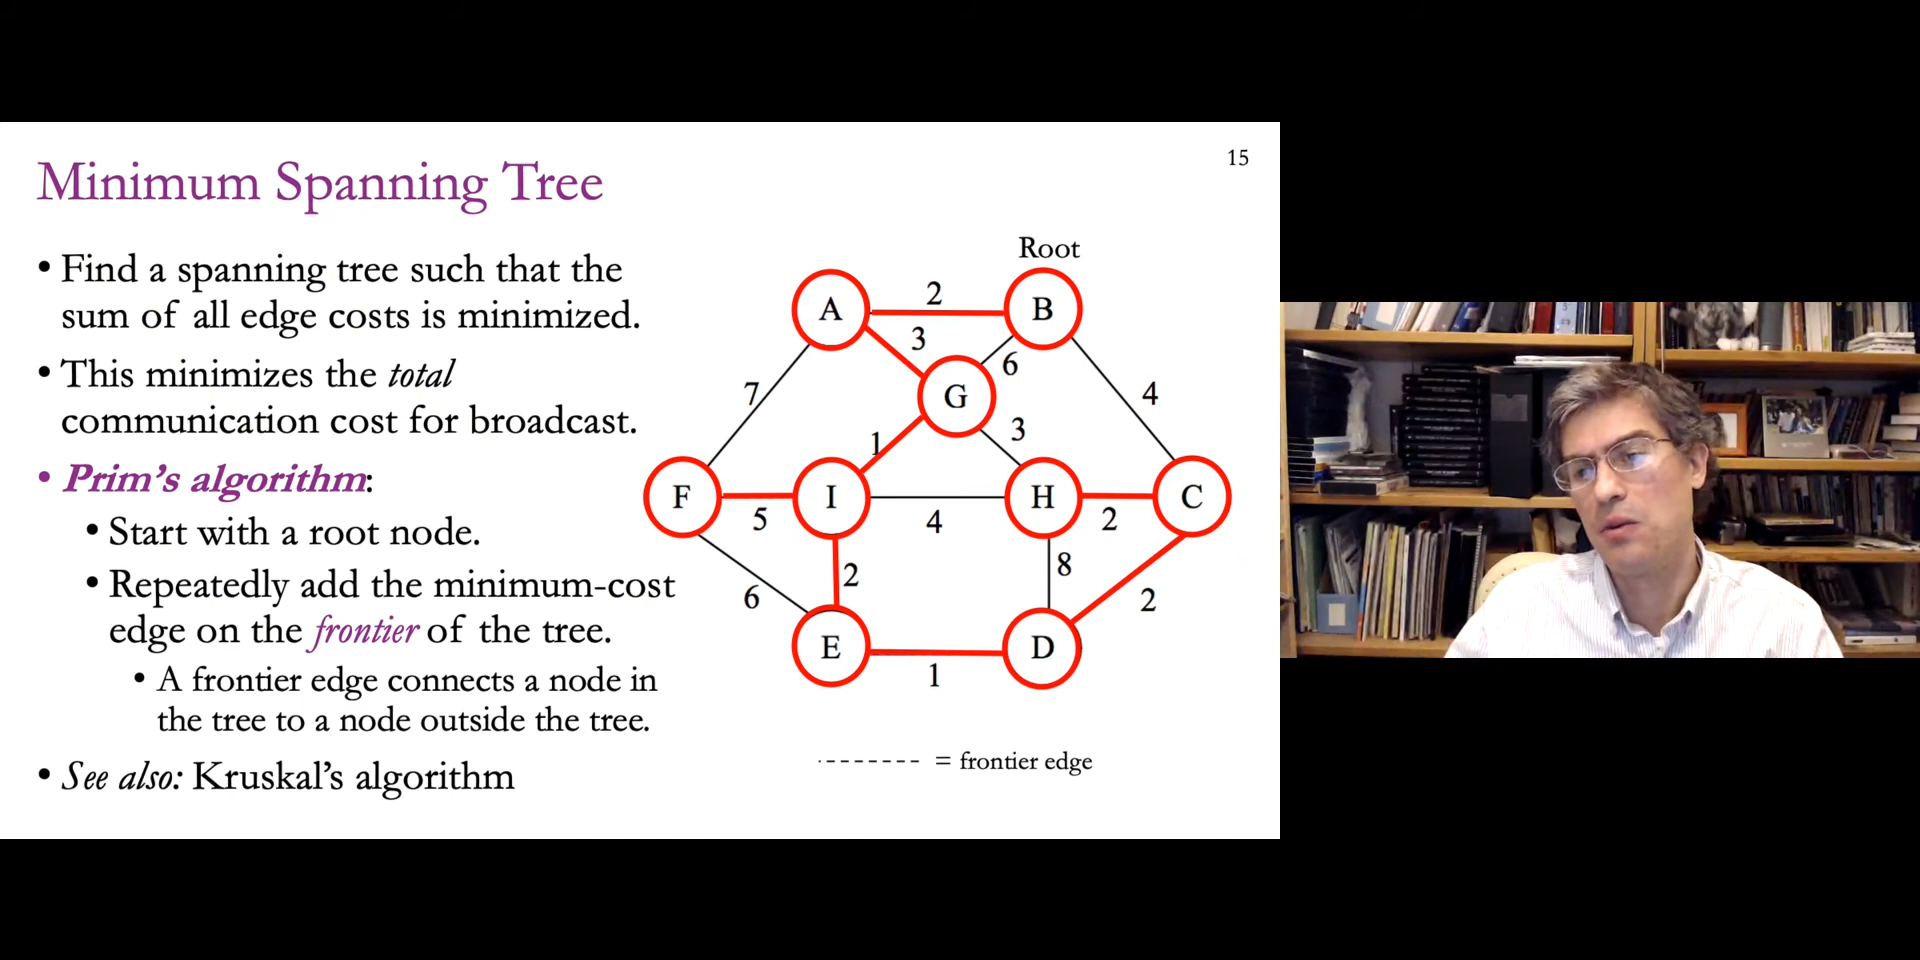 15
Minimum Spanning Tree
• Find a spanning tree such that the
sum of all edge costs is minimized.
• This minimizes the total
communication cost for broadcast.
• Prim's algorithm:
• Start with a root node.
• Repeatedly add the minimum-cost
edge on the frontier of the tree.
• A frontier edge connects a node in
the tree to a node outside the tree.
• See also: Kruskal's algorithm
Root
A 2 B
3
6
G
7
4
1
3
F I H C
5 4 2
2 8
6 2
E D
1
= frontier edge